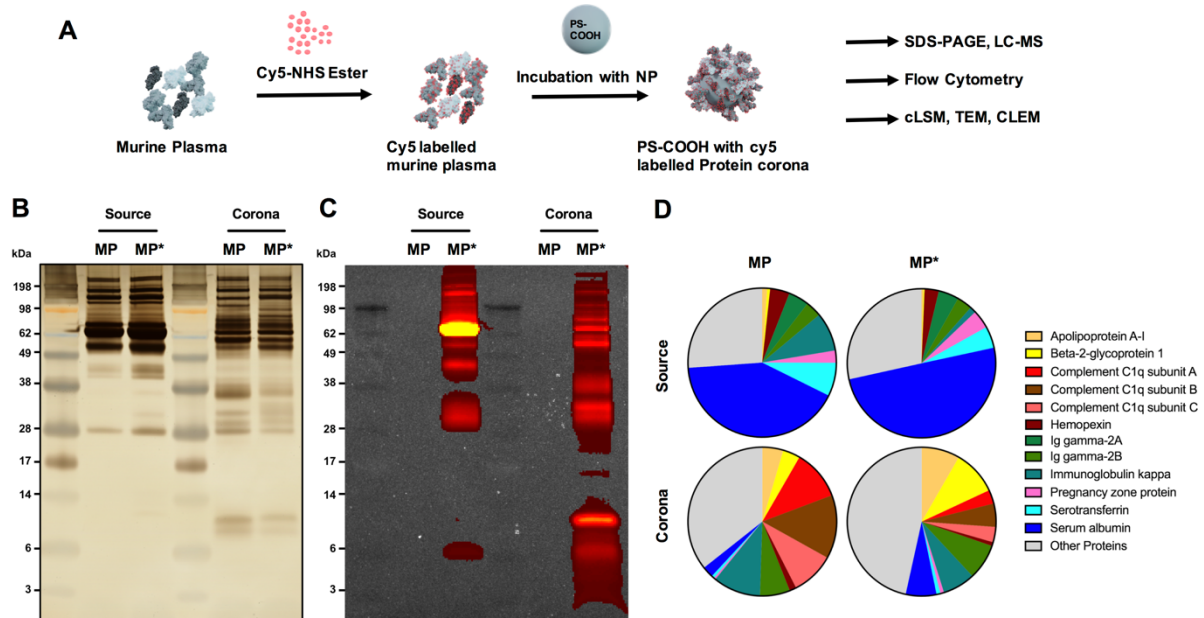 A
Cy5-NHS Ester
PS-
COOH
Incubation with NP
SDS-PAGE, LC-MS
Flow Cytometry
cLSM, TEM, CLEM
Murine Plasma
Cy5 labelled
murine plasma
PS-COOH with cy5
labelled Protein corona
B
Source
Corona
kDa
MP
MP*
MP
MP*
198
98
62
49
38
28
17
14
6
3
C
Source
Corona
kDa
MP
MP*
MP
MP*
198
98
62
49
38
28
17
14
6
3
D
MP
MP*
Source
Corona
Apolipoprotein A-I
Beta-2-glycoprotein 1
Complement C1q subunit A
Complement C1q subunit B
Complement C1q subunit C
Hemopexin
Ig gamma-2A
Ig gamma-2B
Immunoglobulin kappa
Pregnancy zone protein
Serotransferrin
Serum albumin
Other Proteins